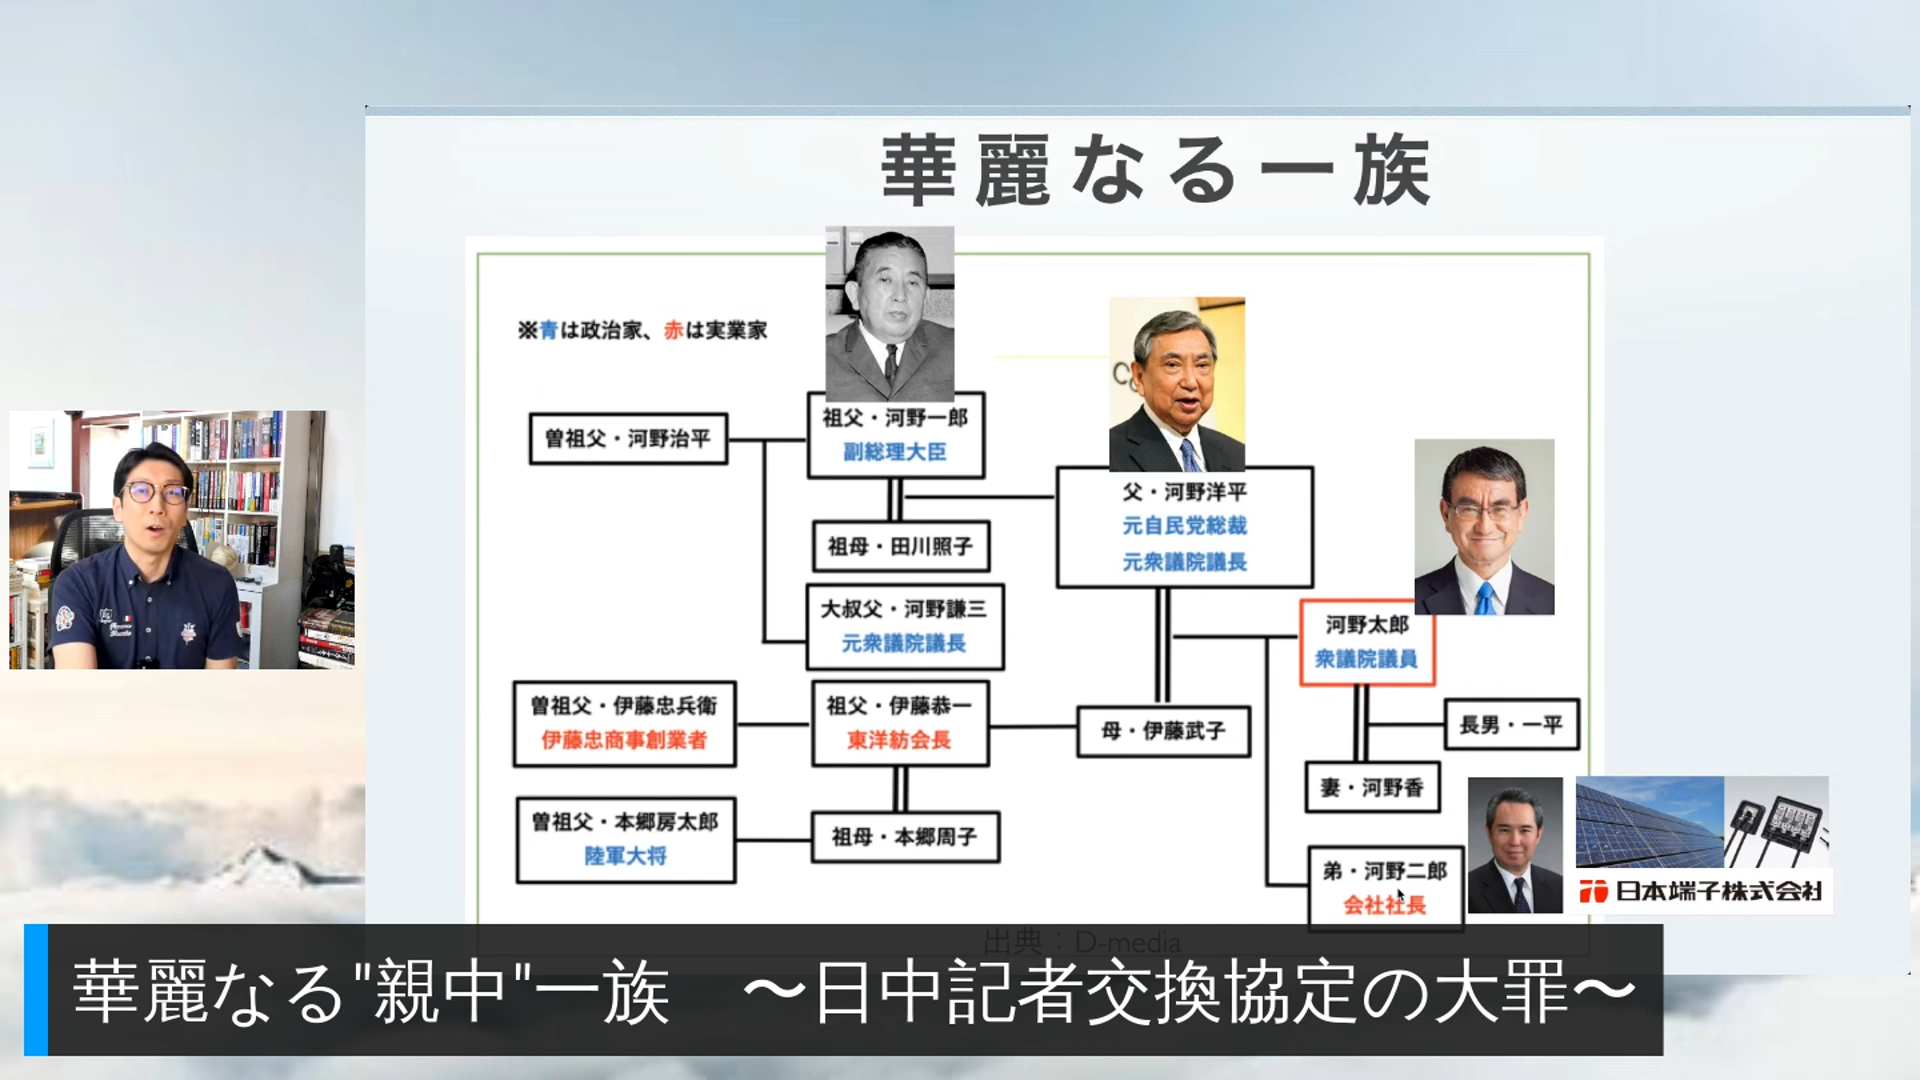 華麗なる一族
※青は政治家、赤は実業家
曽祖父・河野治平
祖父・河野一郎
副総理大臣
祖母・田川照子
大叔父・河野謙三
元衆議院議長
父・河野洋平
元自民党総裁
元衆議院議長
河野太郎
衆議院議員
曽祖父・伊藤忠兵衛
伊藤忠商事創業者
祖父・伊藤恭一
東洋紡会長
母・伊藤武子
長男・一平
妻・河野香
曽祖父・本郷房太郎
陸軍大将
祖母・本郷周子
弟・河野二郎
会社社長
日本端子株式会社
出典：D-media
華麗なる"親中"一族　〜日中記者交換協定の大罪〜